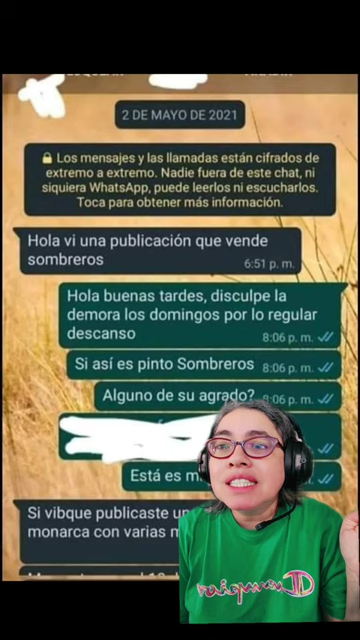 2 DE MAYO DE 2021
Los mensajes y las llamadas están cifrados de
extremo a extremo. Nadie fuera de este chat, ni
siquiera WhatsApp, puede leerlos ni escucharlos.
Toca para obtener más información.
Hola vi una publicación que vende
sombreros
6:51 p. m.
Hola buenas tardes, disculpe la
demora los domingos por lo regular
descanso
8:06 p. m.
Si así es pinto Sombreros 8:06 p. m.
Alguno de su agrado? 8:06 p. m.
Está es
Si vibque publicaste
monarca con varias
Champion